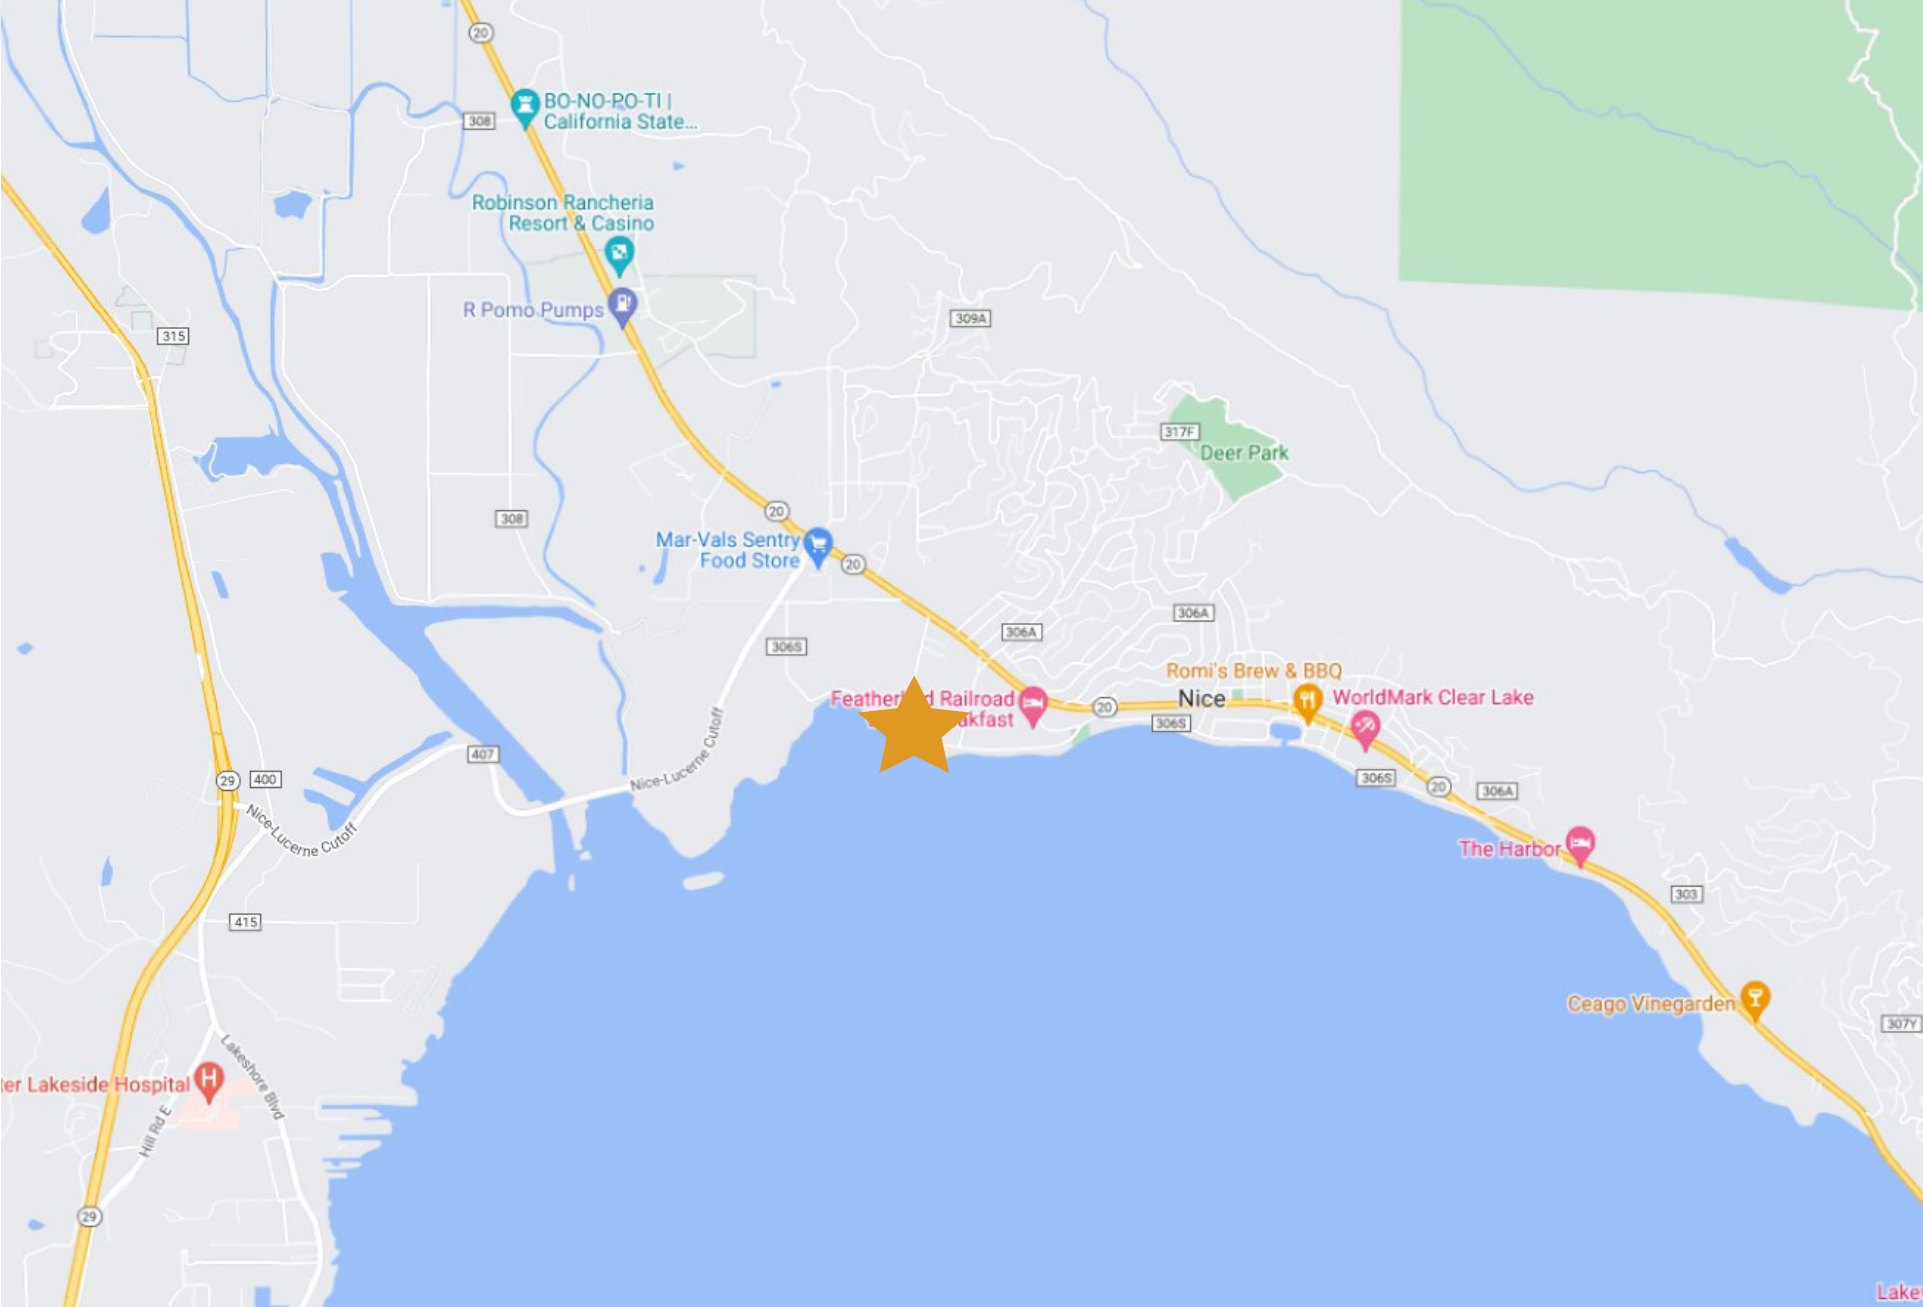 20
BO-NO-PO-TI |
California State...
308
Robinson Rancheria
Resort & Casino
R Pomo Pumps
309A
315
317F
Deer Park
308
20
Mar-Vals Sentry
Food Store
20
306A
306A
306S
Romi's Brew & BBQ
Railroad
20
Nice
WorldMark Clear Lake
306S
407
Nice-Lucerne Cutoff
29
400
306S
20
306A
Nice-Lucerne Cutoff
The Harbor
303
415
Ceago Vinegarden
307Y
Lakeshore Blvd
Lakeside Hospital
H
Hill Rd E
29